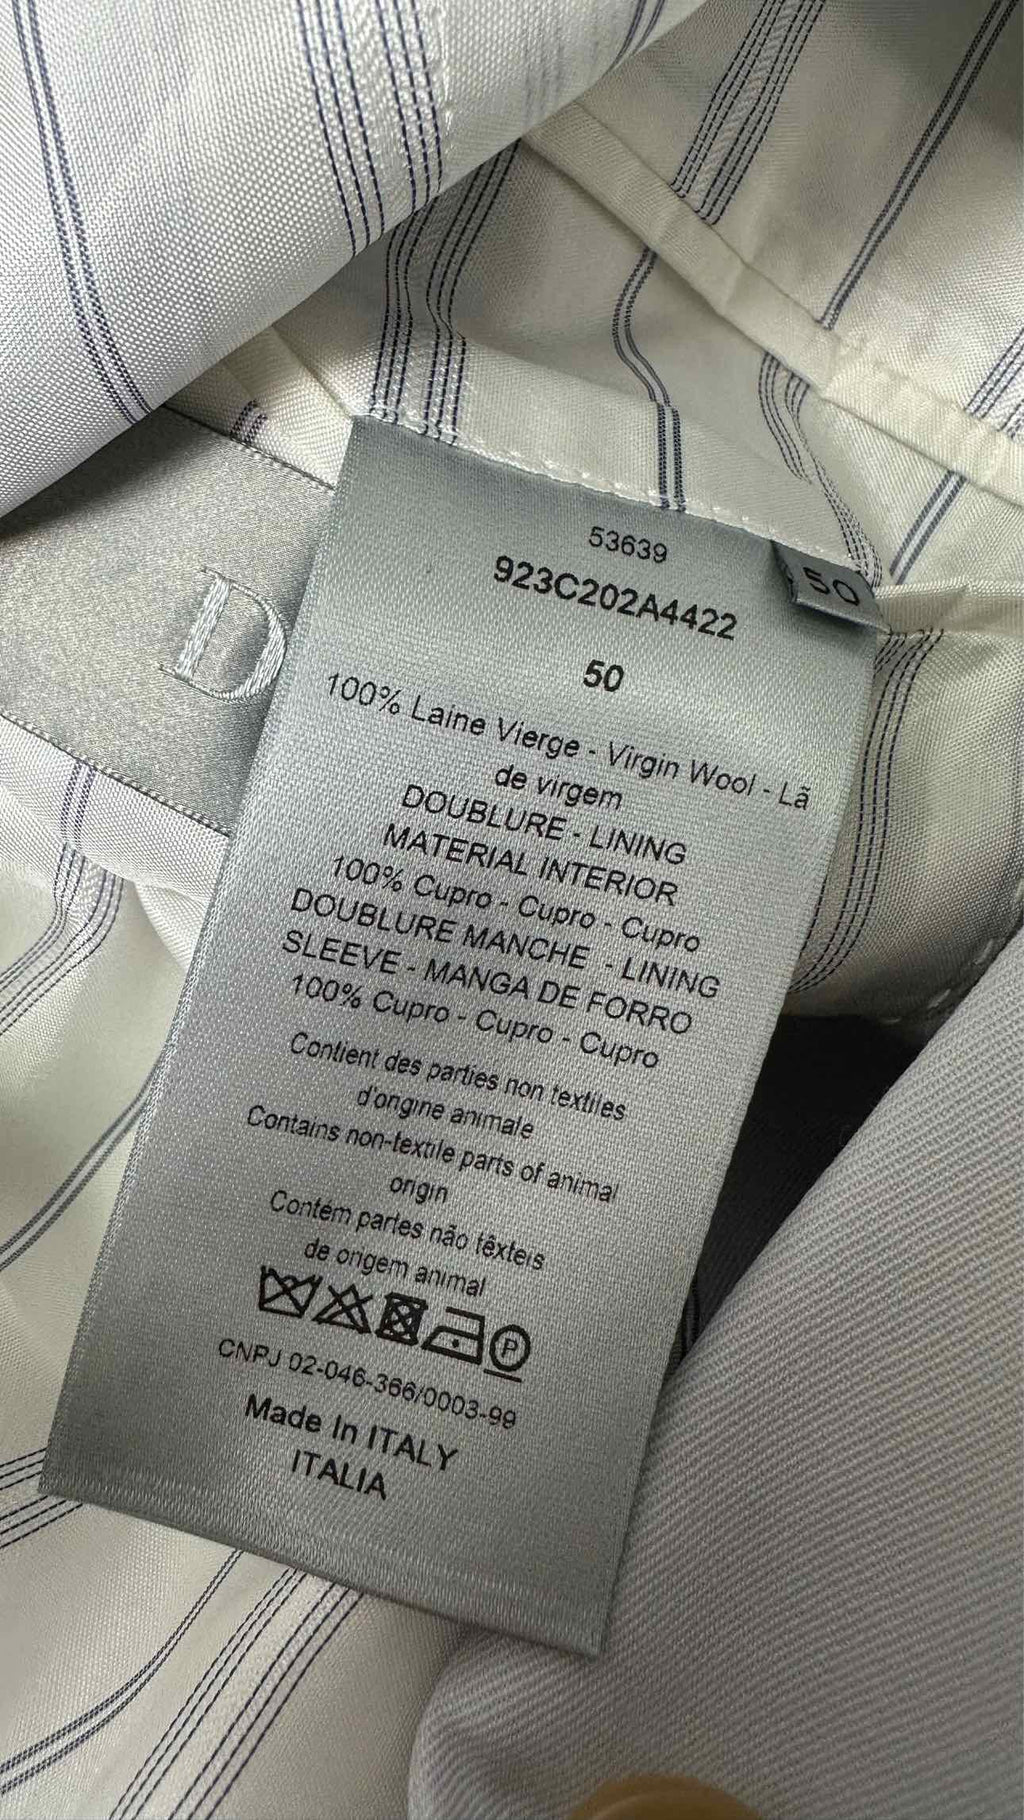 53639
923C202A4422
50
50
100% Laine Vierge - Virgin Wool - Lã
de virgem
DOUBLURE - LINING
MATERIAL INTERIOR
100% Cupro - Cupro - Cupro
DOUBLURE MANCHE - LINING
SLEEVE - MANGA DE FORRO
100% Cupro - Cupro - Cupro
Contient des parties non textiles
d'origine animale
Contains non-textile parts of animal
origin
Contém partes não têxteis
de origem animal
P
CNPJ 02-046-366/0003-99
Made In ITALY
ITALIA
D